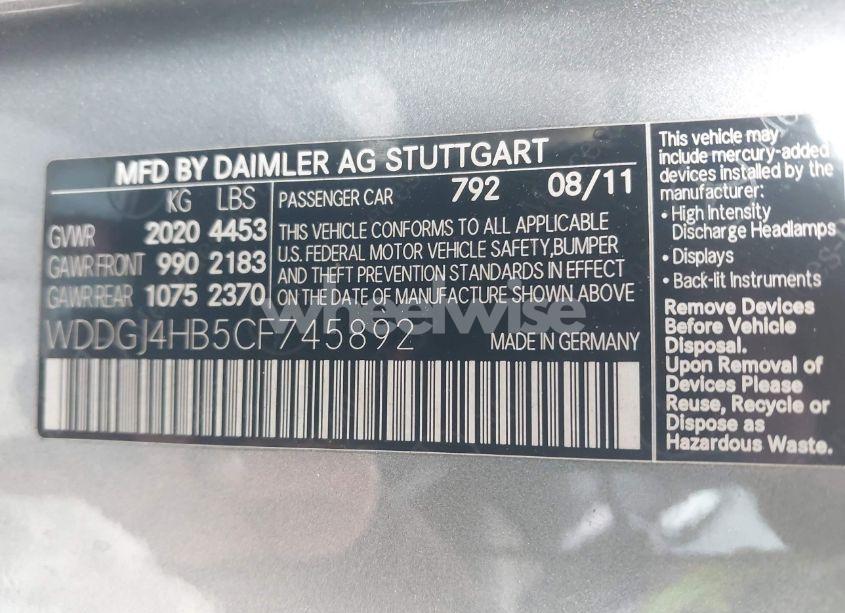 MFD BY DAIMLER AG STUTTGART
KG LBS
GVWR 2020 4453
GAWR FRONT 990 2183
GAWR REAR 1075 2370
PASSENGER CAR 792 08/11
THIS VEHICLE CONFORMS TO ALL APPLICABLE
U.S. FEDERAL MOTOR VEHICLE SAFETY, BUMPER
AND THEFT PREVENTION STANDARDS IN EFFECT
ON THE DATE OF MANUFACTURE SHOWN ABOVE
wheelwise
WDDGJ4HB5CF745892
MADE IN GERMANY
This vehicle may
include mercury-added
devices installed by the
manufacturer:
• High Intensity
Discharge Headlamps
• Displays
• Back-lit Instruments
Remove Devices
Before Vehicle
Disposal.
Upon Removal of
Devices Please
Reuse, Recycle or
Dispose as
Hazardous Waste.